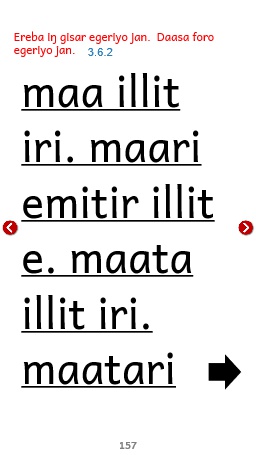 Ereba iŋ gisar egeriyo jan. Daasa foro
egeriyo jan. 3.6.2
maa illit
iri. maari
emitir illit
e. maata
illit iri.
maatari
157